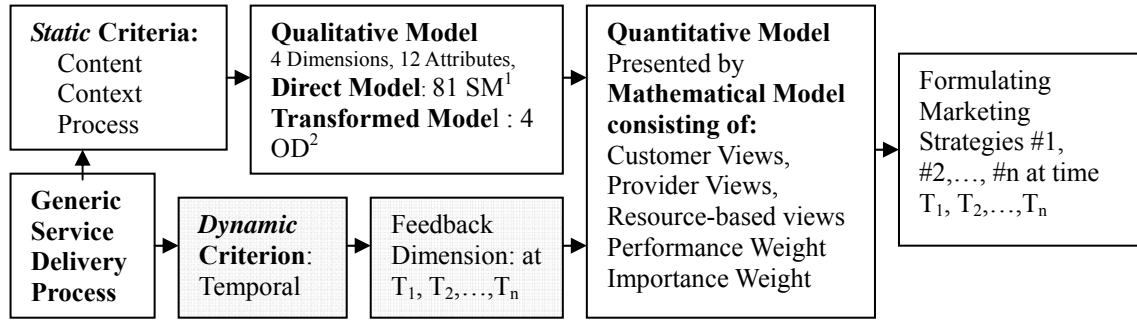 Static Criteria:
Content
Context
Process
Qualitative Model
4 Dimensions, 12 Attributes,
Direct Model: 81 SM¹
Transformed Model : 4
OD²
Generic
Service
Delivery
Process
Dynamic
Criterion:
Temporal
Feedback
Dimension: at
T₁, T₂,…,Tₙ
Quantitative Model
Presented by
Mathematical Model
consisting of:
Customer Views,
Provider Views,
Resource-based views
Performance Weight
Importance Weight
Formulating
Marketing
Strategies #1,
#2,…, #n at time
T₁, T₂,…,Tₙ